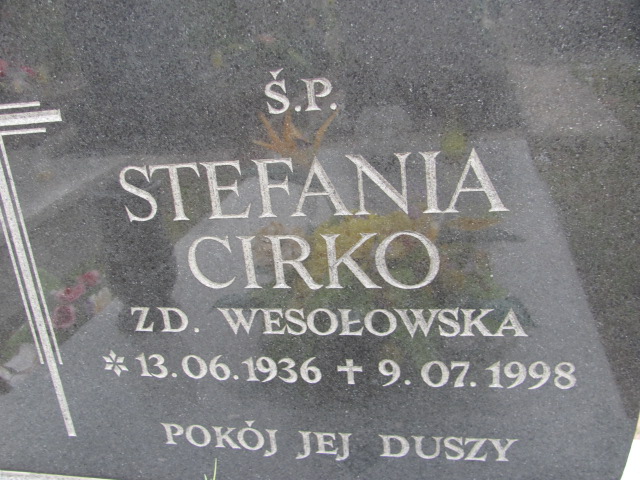 Š.P.
STEFANIA
CIRKO
ZD. WESOŁOWSKA
* 13.06.1936 ✝ 9.07.1998
POKÓJ JEJ DUSZY